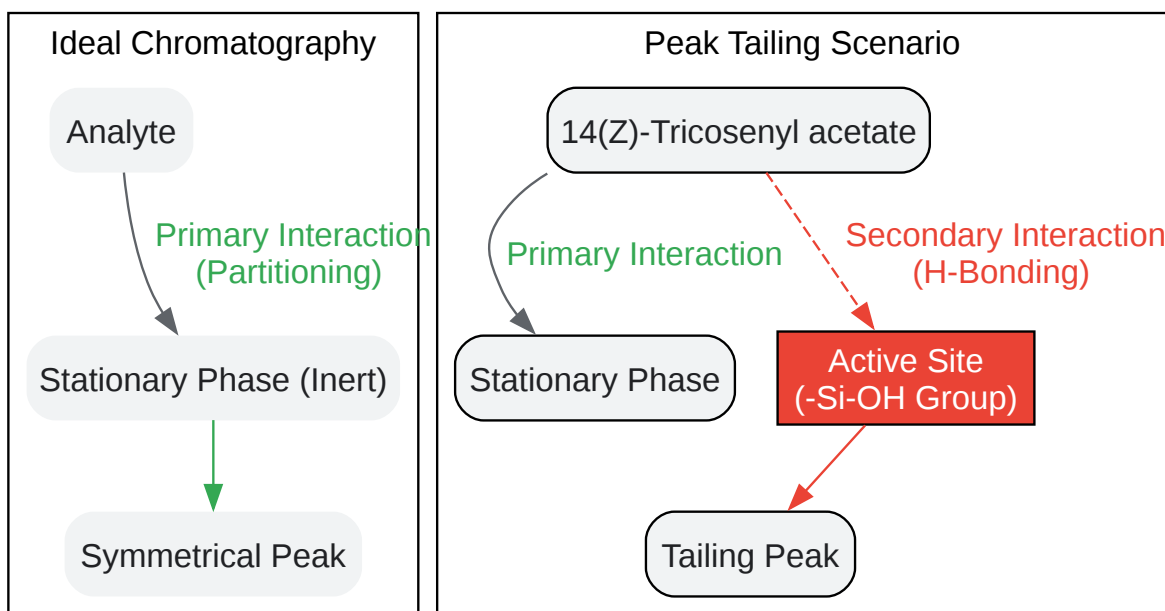 Ideal Chromatography
Analyte
Primary Interaction
(Partitioning)
Stationary Phase (Inert)
Symmetrical Peak
Peak Tailing Scenario
14(Z)-Tricosenyl acetate
Primary Interaction
Secondary Interaction
(H-Bonding)
Stationary Phase
Active Site
(-Si-OH Group)
Tailing Peak